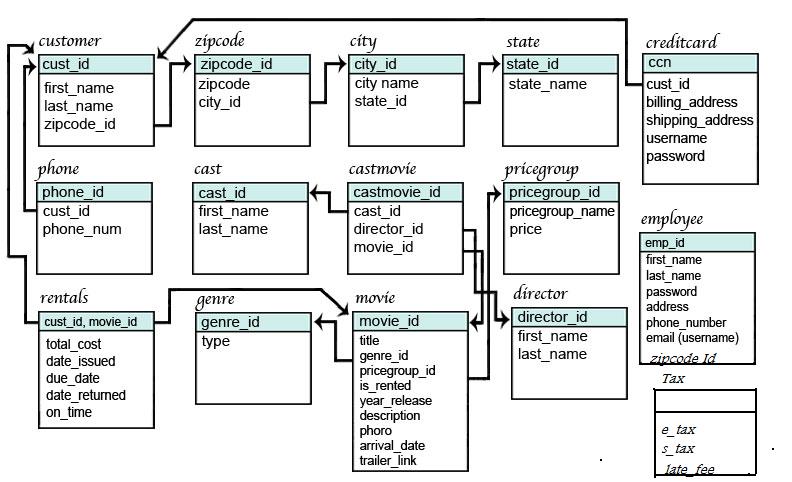 customer
cust_id
first_name
last_name
zipcode_id
zipcode
zipcode_id
zipcode
city_id
city
city_id
city name
state_id
state
state_id
state_name
creditcard
ccn
cust_id
billing_address
shipping_address
username
password
phone
phone_id
cust_id
phone_num
cast
cast_id
first_name
last_name
castmovie
castmovie_id
cast_id
director_id
movie_id
pricegroup
pricegroup_id
pricegroup_name
price
employee
emp_id
first_name
last_name
password
address
phone_number
email (username)
zipcode Id
rentals
cust_id, movie_id
total_cost
date_issued
due_date
date_returned
on_time
genre
genre_id
type
movie
movie_id
title
genre_id
pricegroup_id
is_rented
year_release
description
phoro
arrival_date
trailer_link
director
director_id
first_name
last_name
Tax
e_tax
s_tax
late_fee